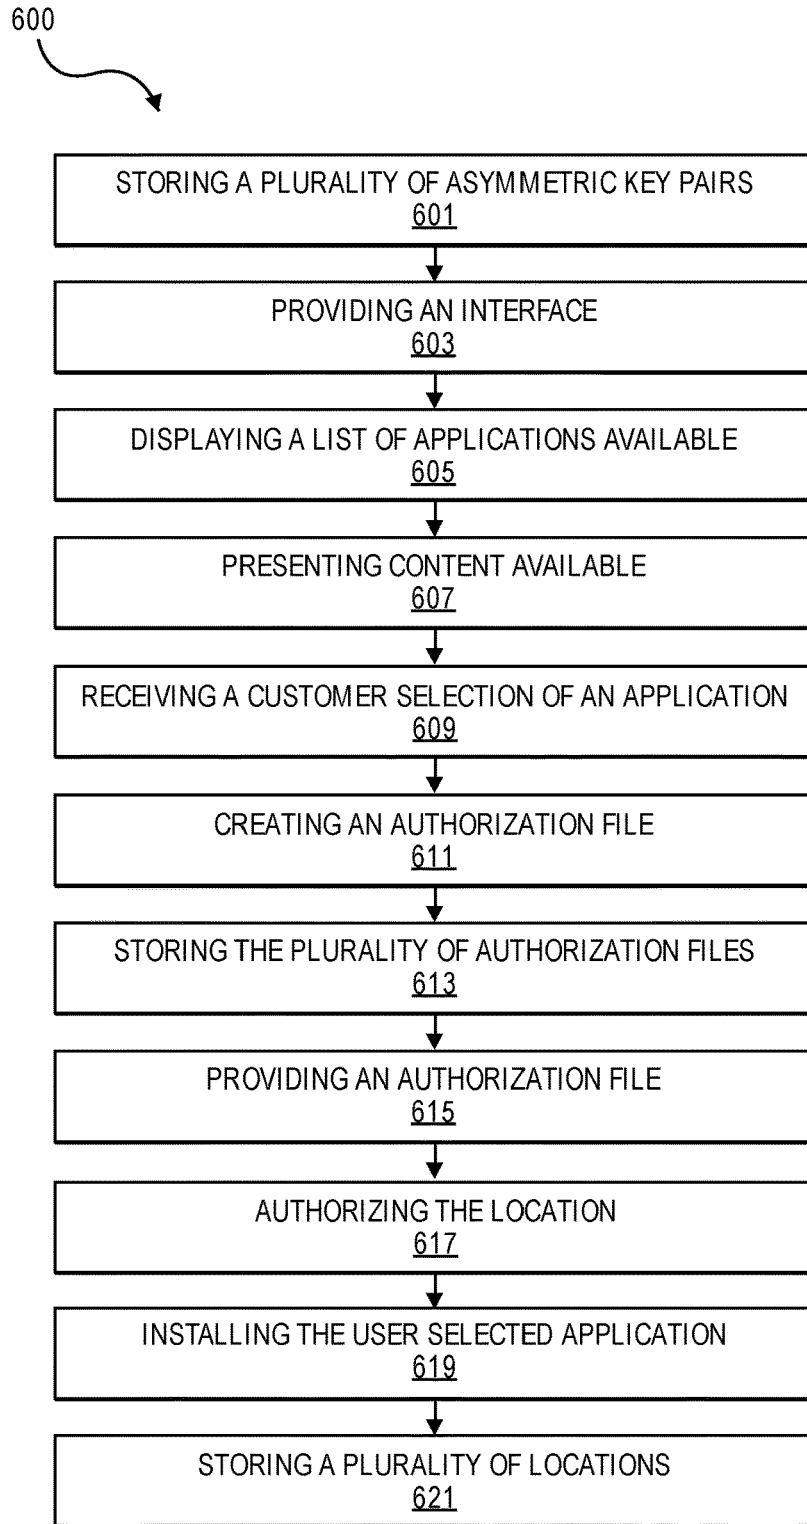 600
STORING A PLURALITY OF ASYMMETRIC KEY PAIRS
601
PROVIDING AN INTERFACE
603
DISPLAYING A LIST OF APPLICATIONS AVAILABLE
605
PRESENTING CONTENT AVAILABLE
607
RECEIVING A CUSTOMER SELECTION OF AN APPLICATION
609
CREATING AN AUTHORIZATION FILE
611
STORING THE PLURALITY OF AUTHORIZATION FILES
613
PROVIDING AN AUTHORIZATION FILE
615
AUTHORIZING THE LOCATION
617
INSTALLING THE USER SELECTED APPLICATION
619
STORING A PLURALITY OF LOCATIONS
621